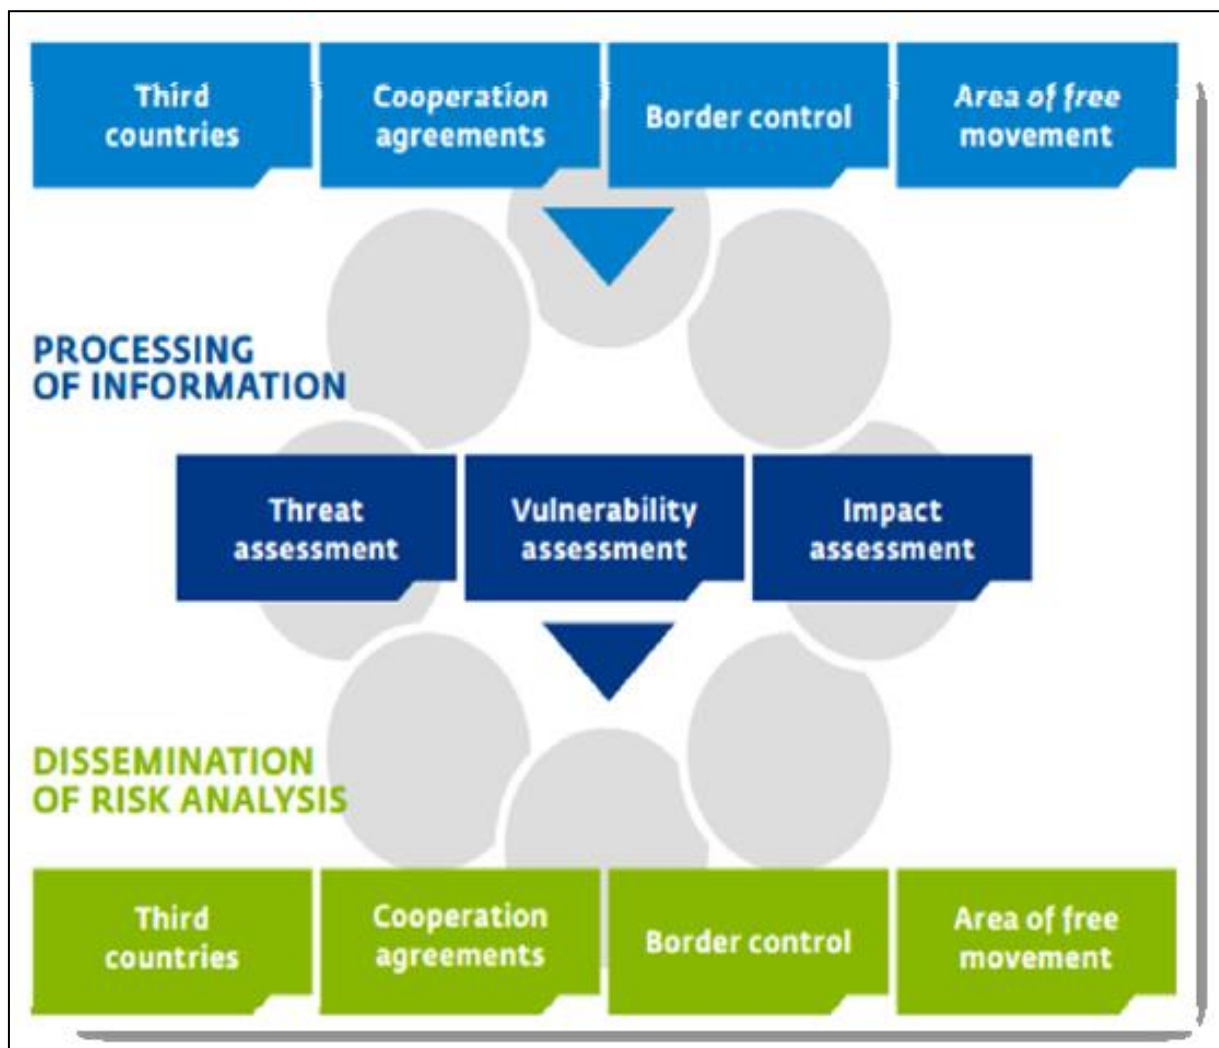 Third
countries
Cooperation
agreements
Border control
Area of free
movement
PROCESSING
OF INFORMATION
Threat
assessment
Vulnerability
assessment
Impact
assessment
DISSEMINATION
OF RISK ANALYSIS
Third
countries
Cooperation
agreements
Border control
Area of free
movement